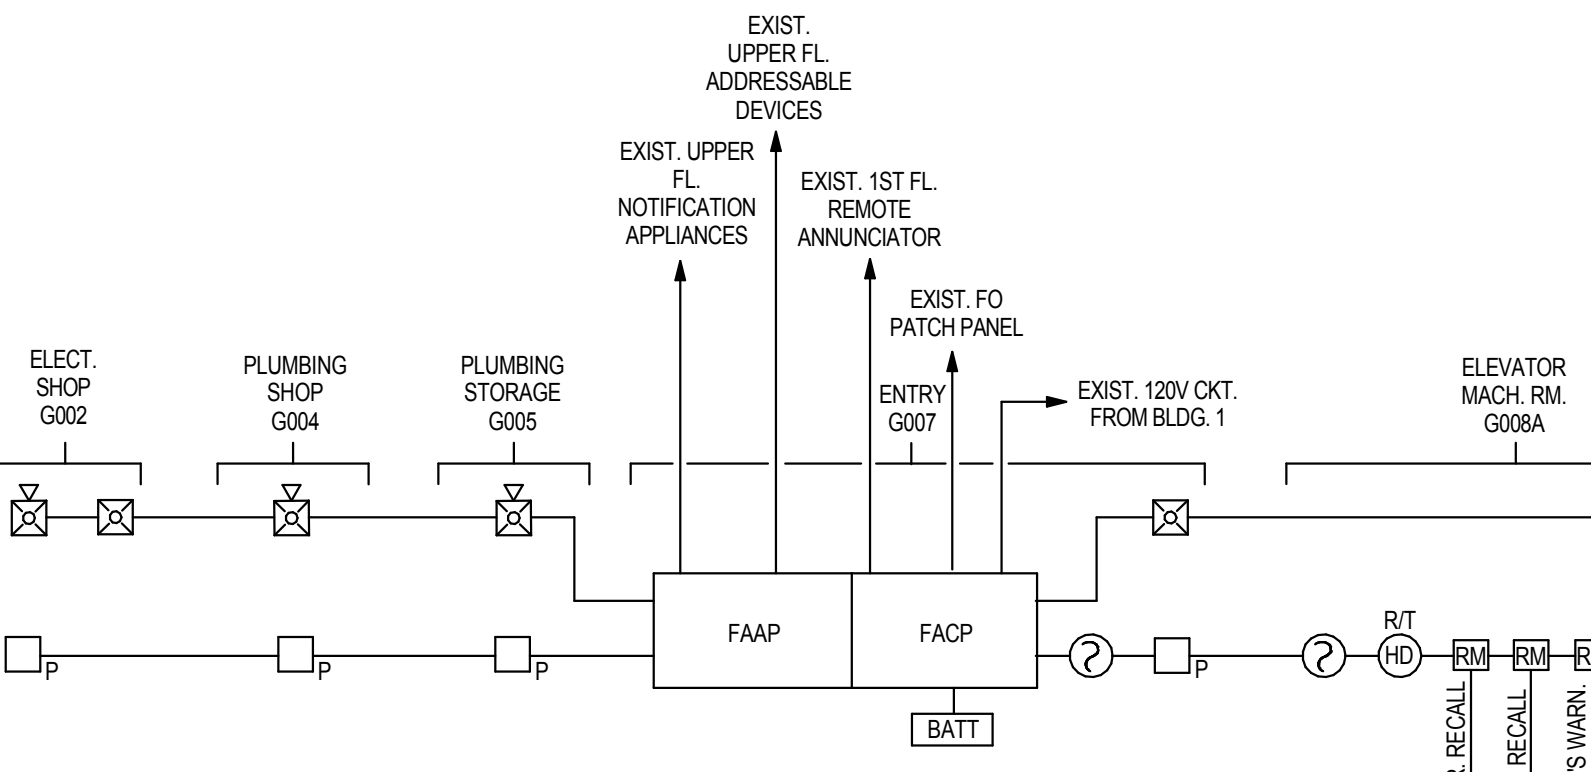 EXIST.
UPPER FL.
ADDRESSABLE
DEVICES
EXIST. UPPER
FL.
NOTIFICATION
APPLIANCES
EXIST. 1ST FL.
REMOTE
ANNUNCIATOR
EXIST. FO
PATCH PANEL
ELECT.
SHOP
G002
PLUMBING
SHOP
G004
PLUMBING
STORAGE
G005
ENTRY
G007
EXIST. 120V CKT.
FROM BLDG. 1
ELEVATOR
MACH. RM.
G008A
FAAP
FACP
BATT
P
P
P
P
R/T
HD
RM
RM
RECALL
RECALL
WARN.